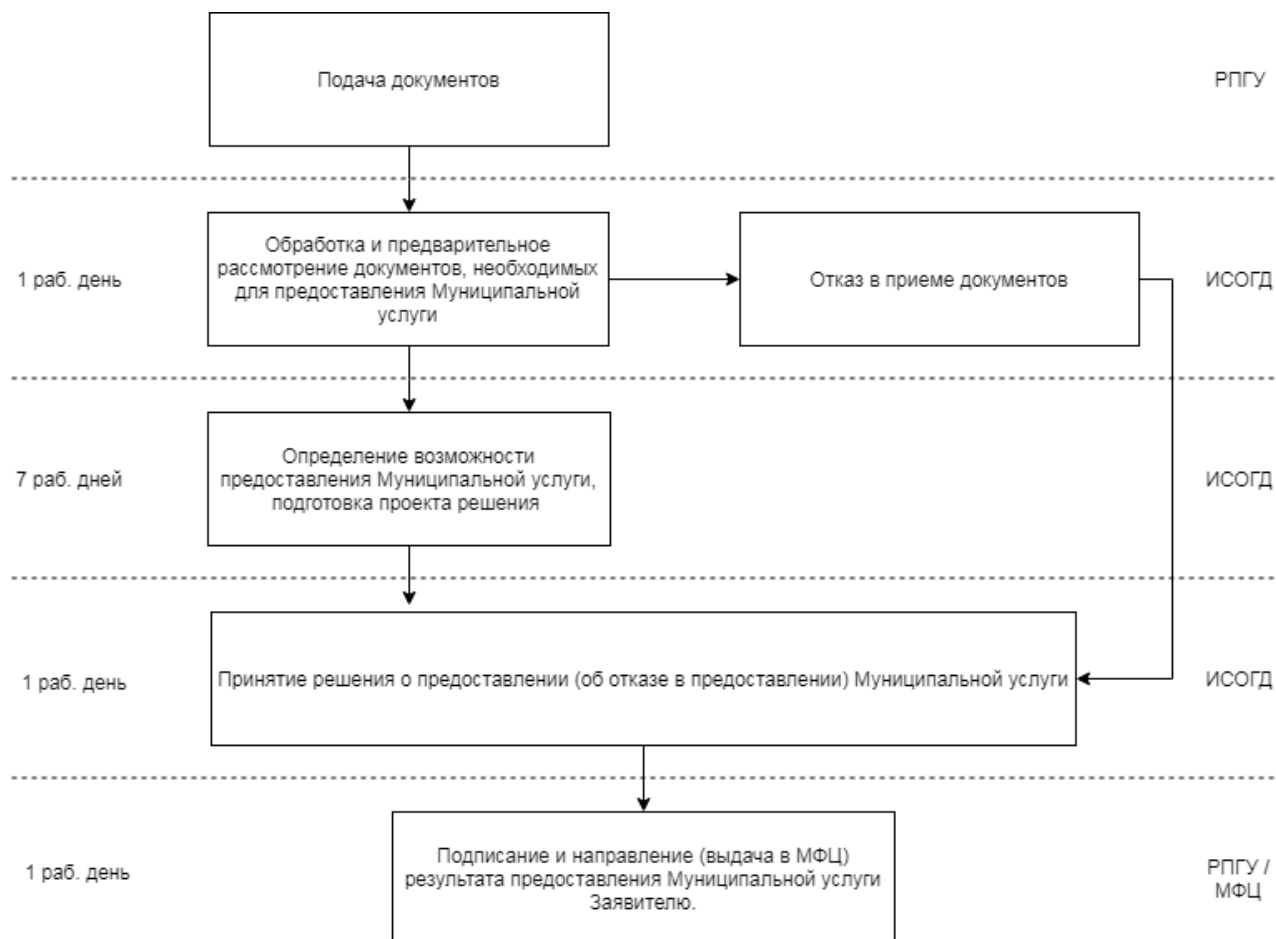 Подача документов
РПГУ
1 раб. день
Обработка и предварительное
рассмотрение документов, необходимых
для предоставления Муниципальной
услуги
Отказ в приеме документов
ИСОГД
7 раб. дней
Определение возможности
предоставления Муниципальной услуги,
подготовка проекта решения
ИСОГД
1 раб. день
Принятие решения о предоставлении (об отказе в предоставлении) Муниципальной услуги
ИСОГД
1 раб. день
Подписание и направление (выдача в МФЦ)
результата предоставления Муниципальной услуги
Заявителю.
РПГУ /
МФЦ